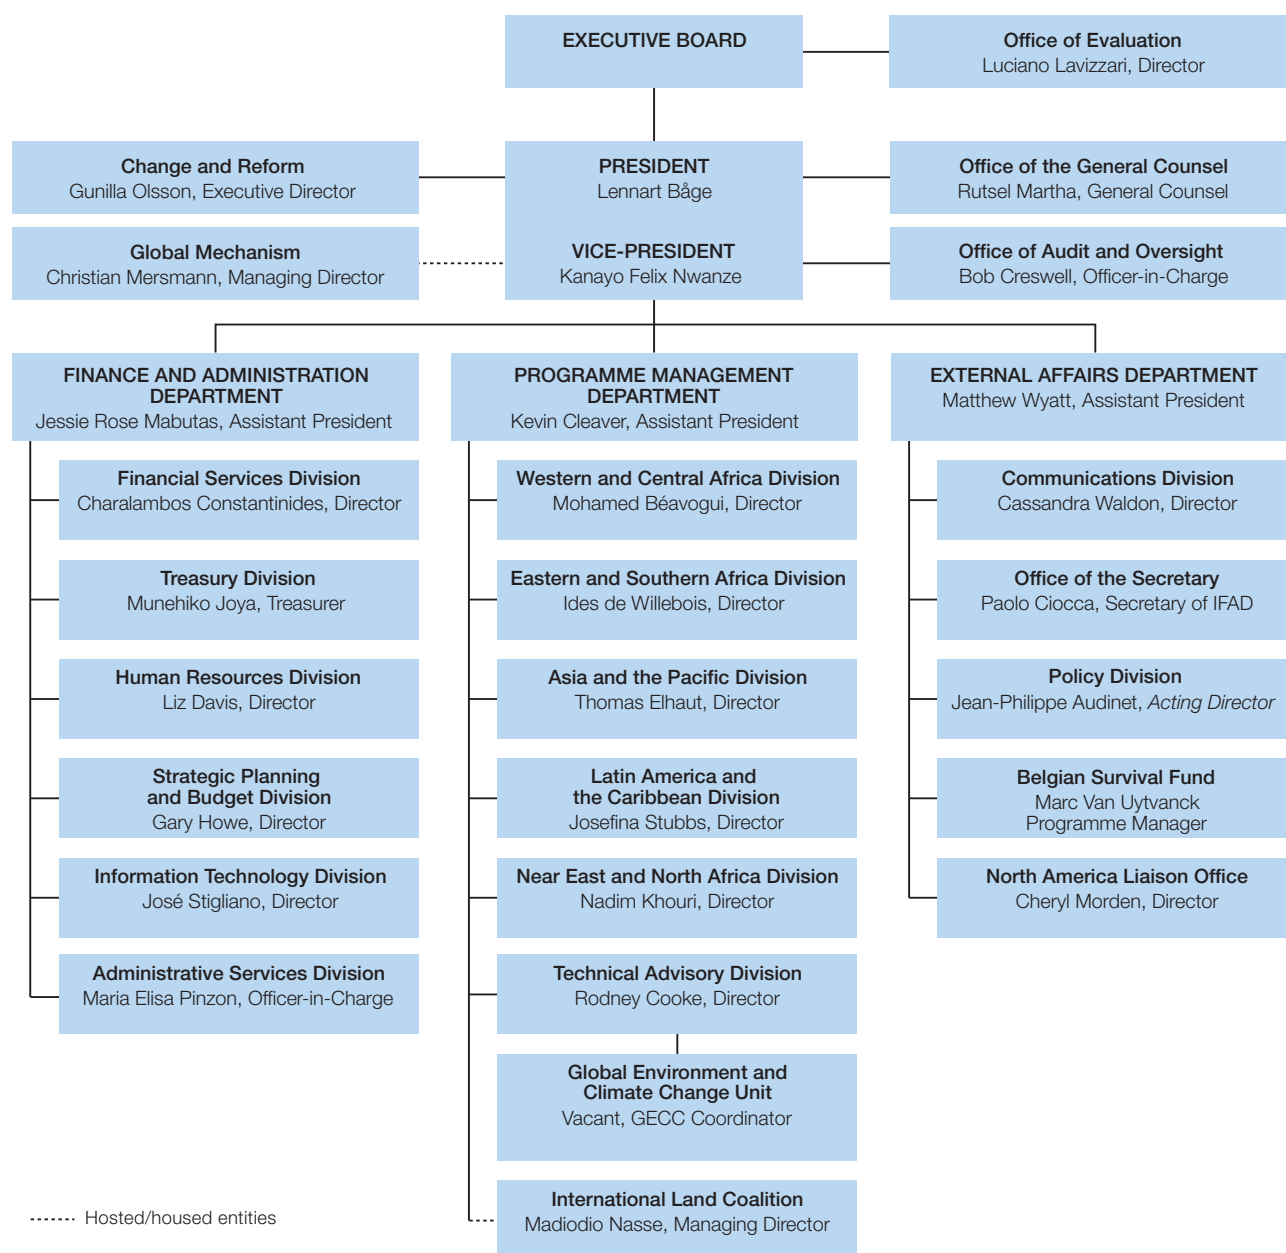 EXECUTIVE BOARD
Office of Evaluation
Luciano Lavizzari, Director
Change and Reform
Gunilla Olsson, Executive Director
PRESIDENT
Lennart Båge
Office of the General Counsel
Rutsel Martha, General Counsel
Global Mechanism
Christian Mersmann, Managing Director
VICE-PRESIDENT
Kanayo Felix Nwanze
Office of Audit and Oversight
Bob Creswell, Officer-in-Charge
FINANCE AND ADMINISTRATION
DEPARTMENT
Jessie Rose Mabutas, Assistant President
Financial Services Division
Charalambos Constantinides, Director
Treasury Division
Munehiko Joya, Treasurer
Human Resources Division
Liz Davis, Director
Strategic Planning
and Budget Division
Gary Howe, Director
Information Technology Division
José Stigliano, Director
Administrative Services Division
Maria Elisa Pinzon, Officer-in-Charge
PROGRAMME MANAGEMENT
DEPARTMENT
Kevin Cleaver, Assistant President
Western and Central Africa Division
Mohamed Béavogui, Director
Eastern and Southern Africa Division
Ides de Willebois, Director
Asia and the Pacific Division
Thomas Elhaut, Director
Latin America and
the Caribbean Division
Josefina Stubbs, Director
Near East and North Africa Division
Nadim Khouri, Director
Technical Advisory Division
Rodney Cooke, Director
Global Environment and
Climate Change Unit
Vacant, GECC Coordinator
International Land Coalition
Madiodio Nasse, Managing Director
EXTERNAL AFFAIRS DEPARTMENT
Matthew Wyatt, Assistant President
Communications Division
Cassandra Waldon, Director
Office of the Secretary
Paolo Ciocca, Secretary of IFAD
Policy Division
Jean-Philippe Audinet, Acting Director
Belgian Survival Fund
Marc Van Uytvanck
Programme Manager
North America Liaison Office
Cheryl Morden, Director
Hosted/housed entities